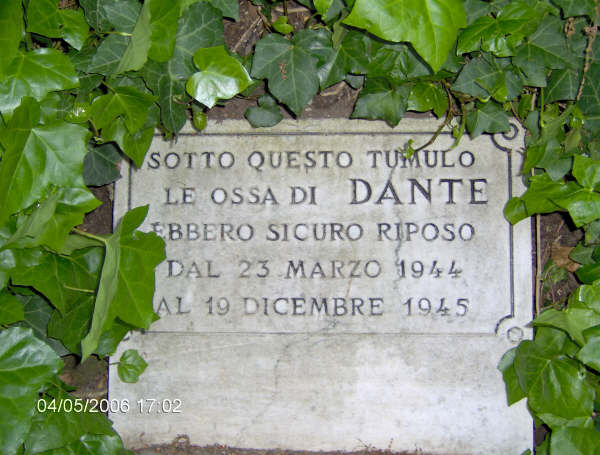 SOTTO QUESTO TUMULO
LE OSSA DI DANTE
EBBERO SICURO RIPOSO
DAL 23 MARZO 1944
AL 19 DICEMBRE 1945
04/05/2006 17:02